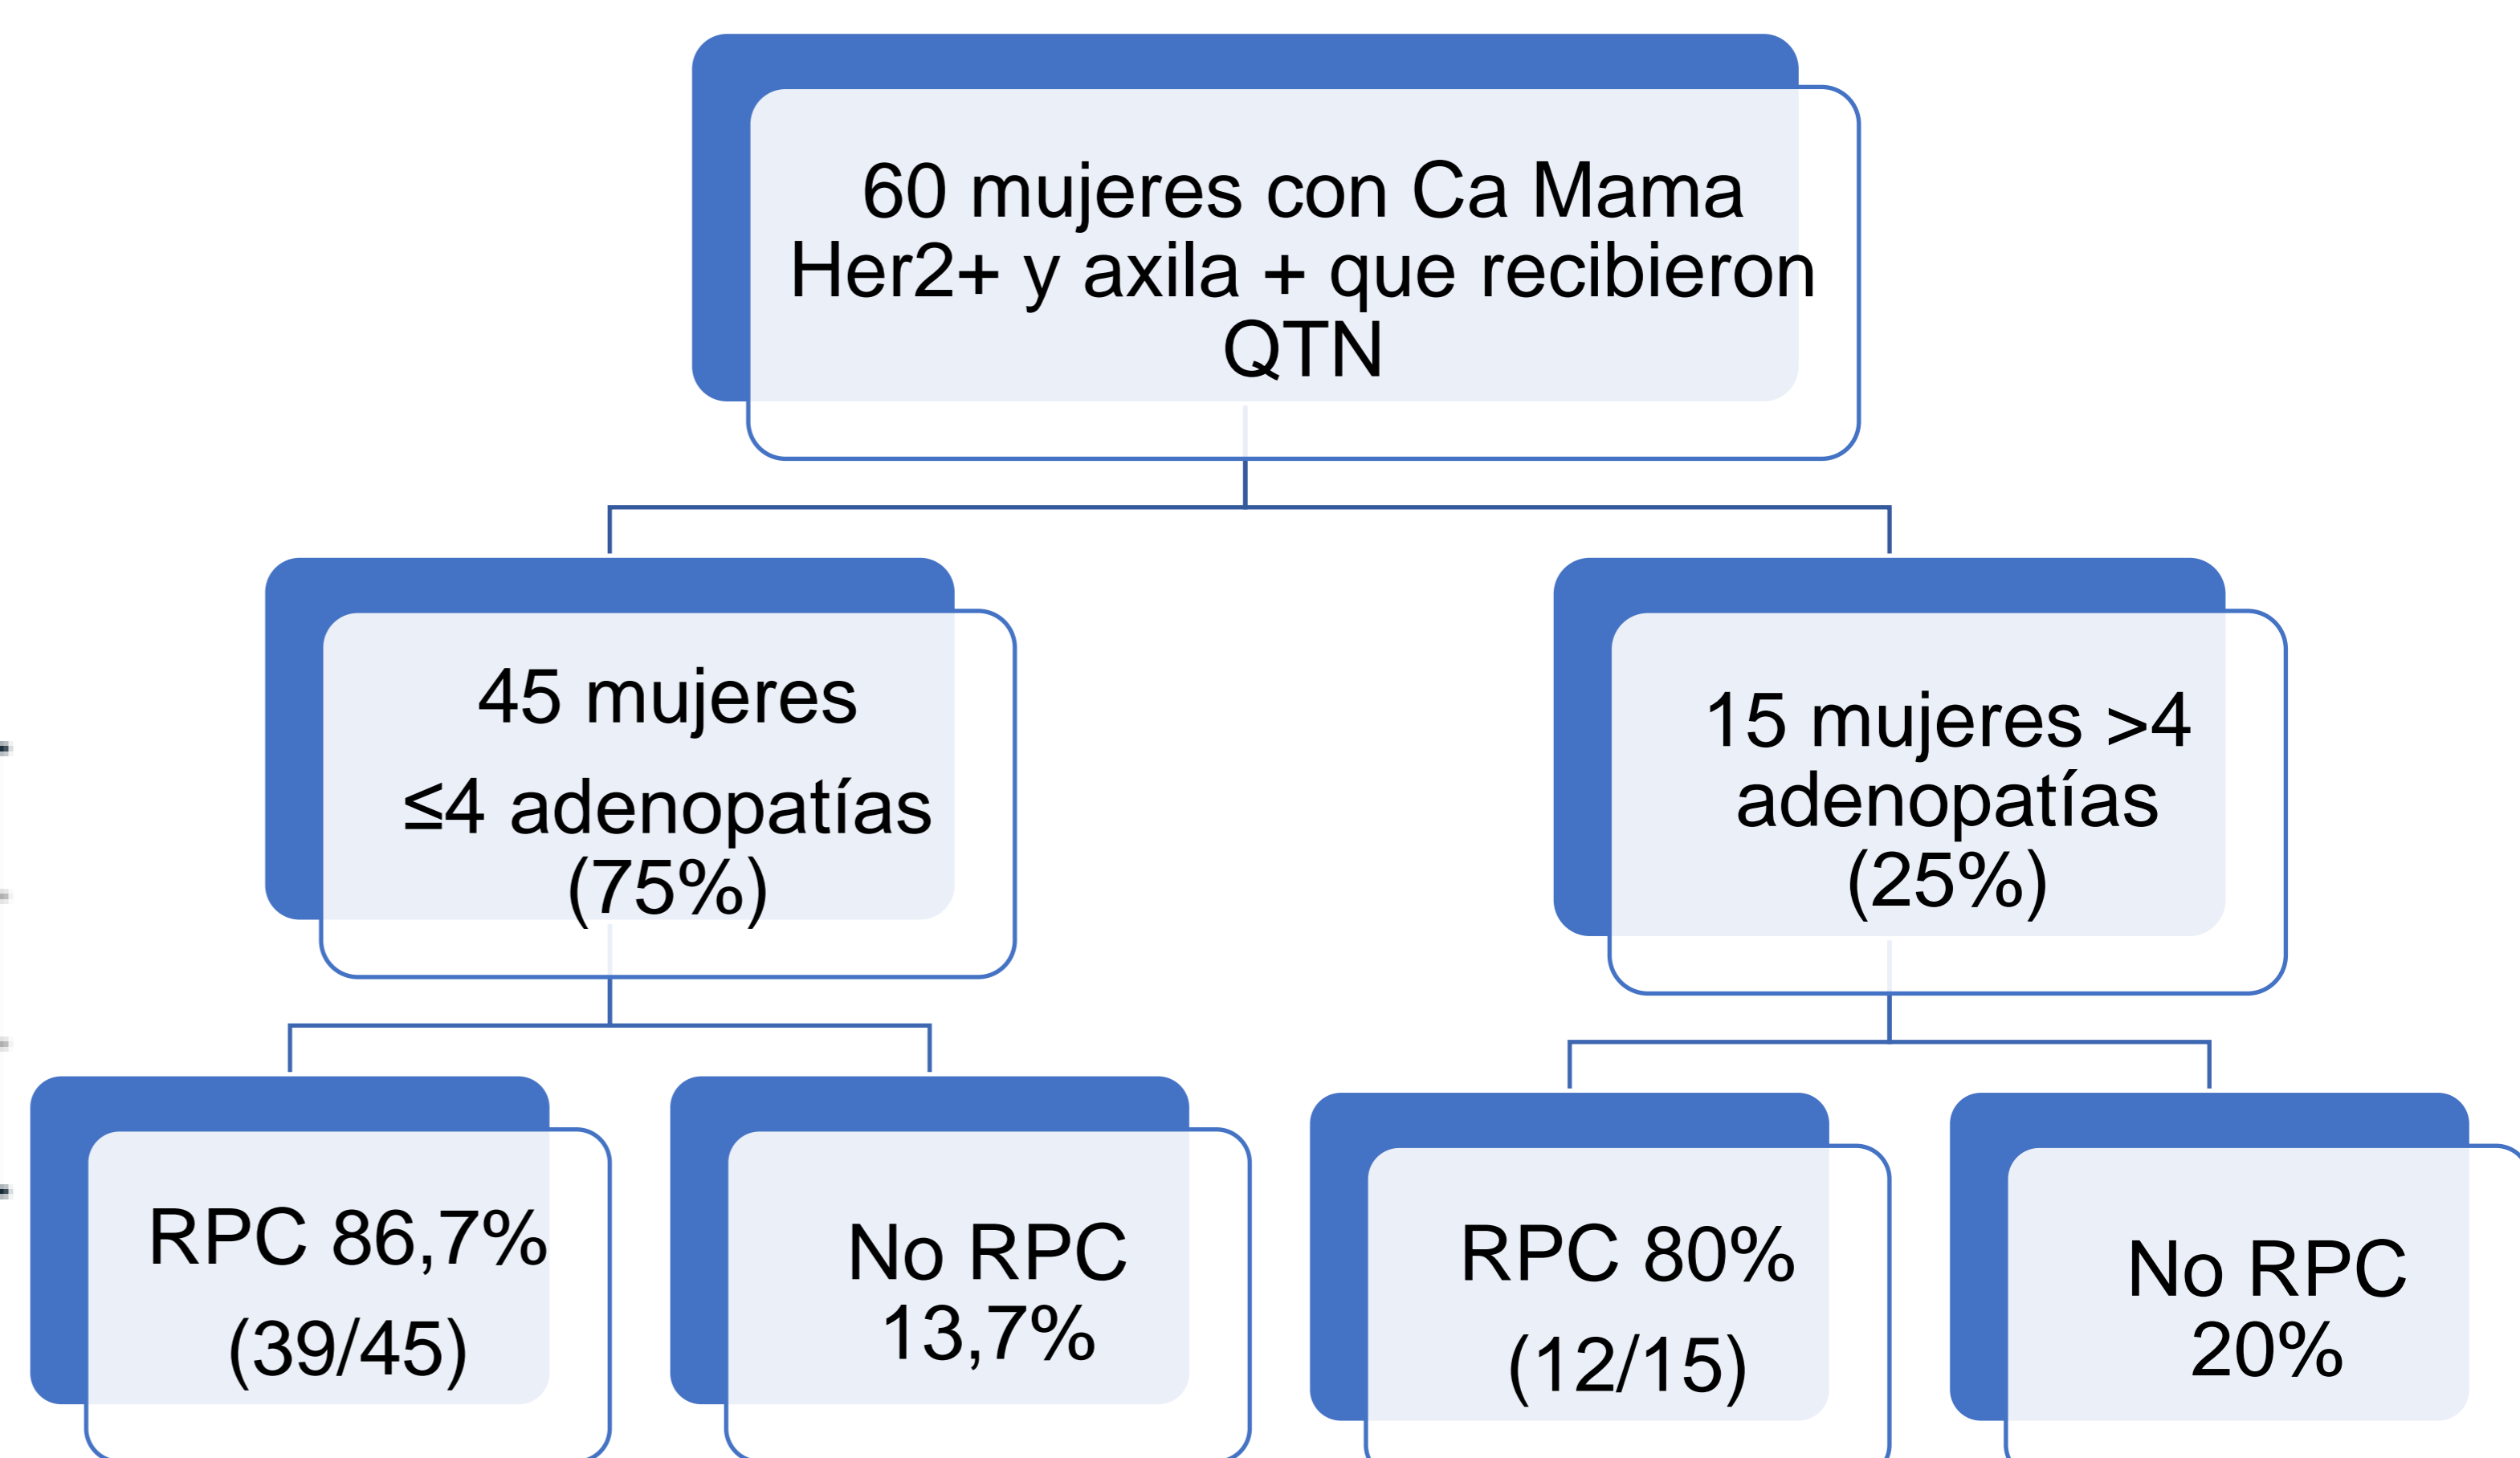 60 mujeres con Ca Mama
Her2+ y axila + que recibieron
QTN
45 mujeres
≤4 adenopatías
(75%)
15 mujeres >4
adenopatías
(25%)
RPC 86,7%
(39/45)
No RPC
13,7%
RPC 80%
(12/15)
No RPC
20%